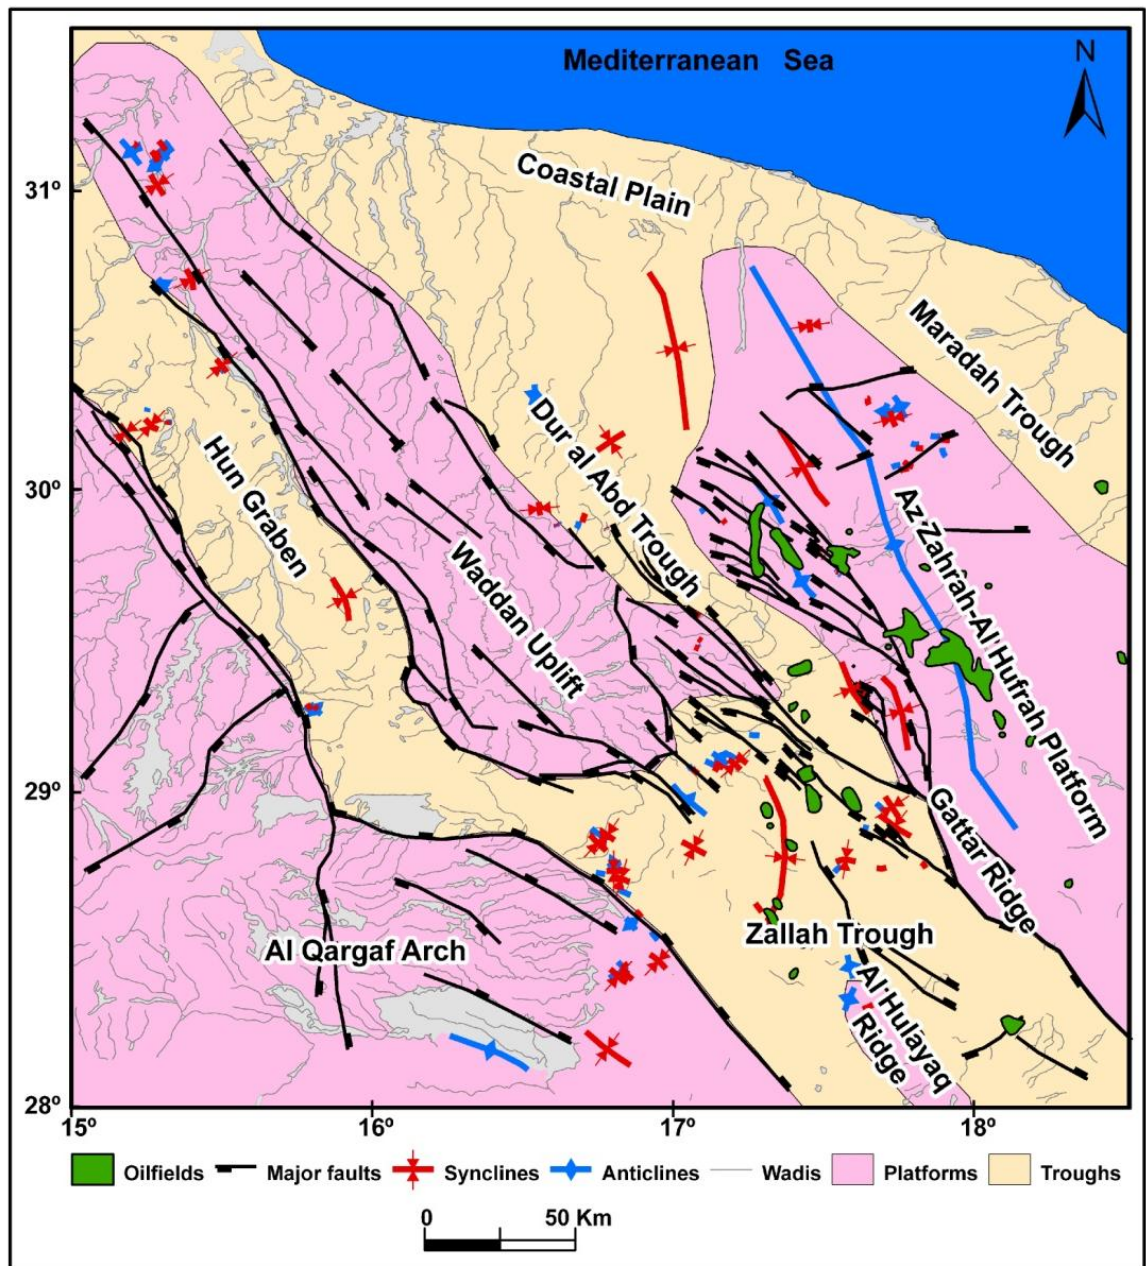 Mediterranean Sea
N
Coastal Plain
31º
Maradah Trough
Dur al Abd Trough
Hun Graben
30º
Az Zahrah-Al Hufrah Platform
Waddan Uplift
29º
Gattar Ridge
Zallah Trough
Al Qargaf Arch
Al Hulayaq
Ridge
28º
15º 16º 17º 18º
Oilfields Major faults Synclines Anticlines Wadis Platforms Troughs
0 50 Km